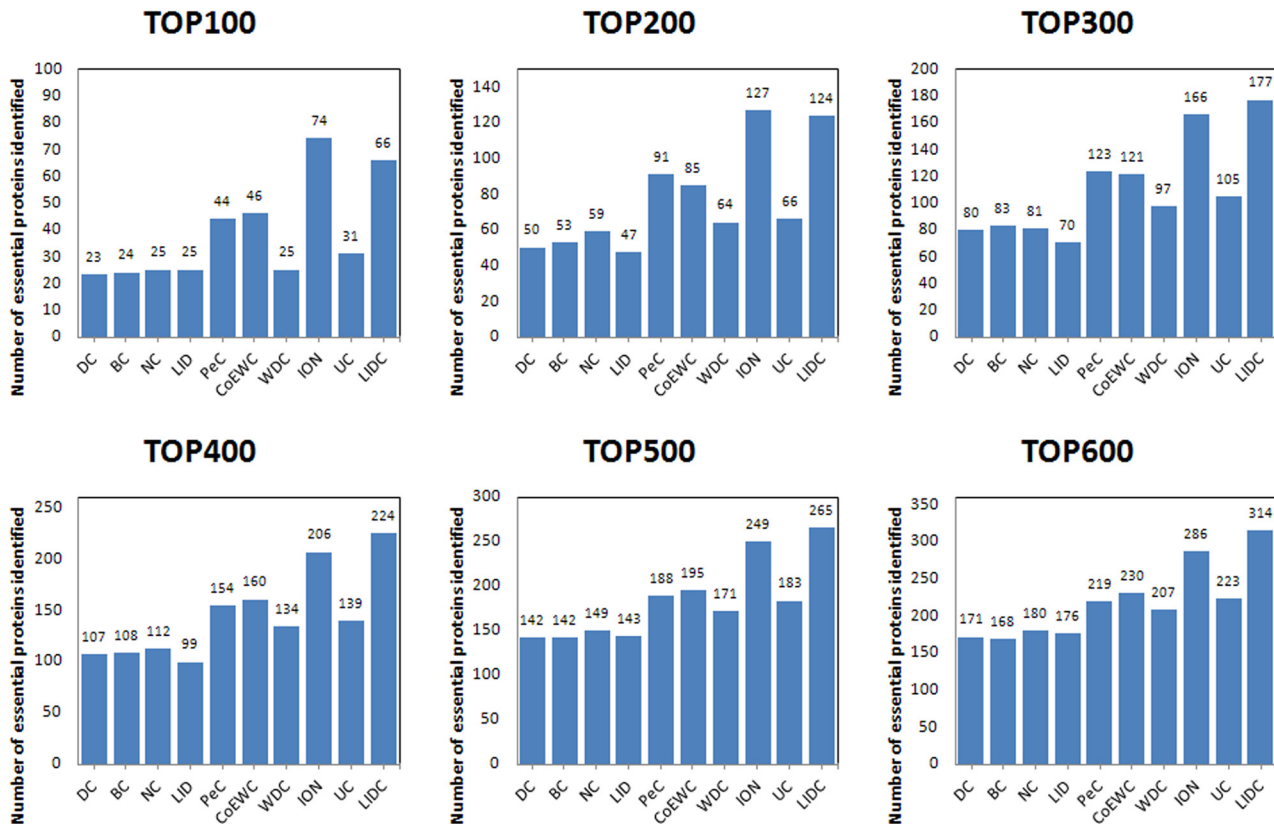 TOP100
Number of essential proteins identified
100
90
80
70
60
50
40
30
20
10
0
23
24
25
25
44
46
25
74
31
66
DC
BC
NC
LID
PeC
CoEWC
WDC
ION
UC
LIDC
TOP200
Number of essential proteins identified
140
120
100
80
60
40
20
0
50
53
59
47
91
85
64
127
66
124
DC
BC
NC
LID
PeC
CoEWC
WDC
ION
UC
LIDC
TOP300
Number of essential proteins identified
200
180
160
140
120
100
80
60
40
20
0
80
83
81
70
123
121
97
166
105
177
DC
BC
NC
LID
PeC
CoEWC
WDC
ION
UC
LIDC
TOP400
Number of essential proteins identified
250
200
150
100
50
0
107
108
112
99
154
160
134
206
139
224
DC
BC
NC
LID
PeC
CoEWC
WDC
ION
UC
LIDC
TOP500
Number of essential proteins identified
300
250
200
150
100
50
0
142
142
149
143
188
195
171
249
183
265
DC
BC
NC
LID
PeC
CoEWC
WDC
ION
UC
LIDC
TOP600
Number of essential proteins identified
350
300
250
200
150
100
50
0
171
168
180
176
219
230
207
286
223
314
DC
BC
NC
LID
PeC
CoEWC
WDC
ION
UC
LIDC